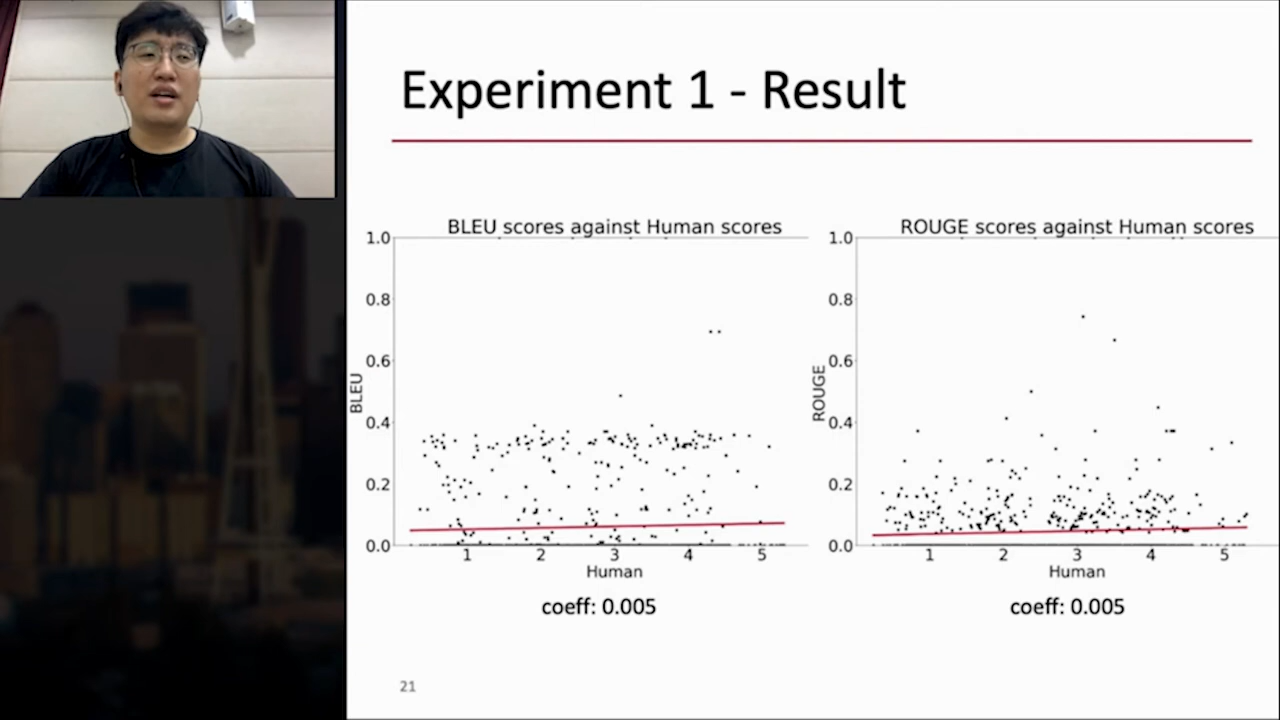 Experiment 1 - Result
BLEU scores against Human scores
1.0
0.8
0.6
0.4
0.2
0.0
BLEU
1 2 3 4 5
Human
coeff: 0.005
ROUGE scores against Human scores
1.0
0.8
0.6
0.4
0.2
0.0
ROUGE
1 2 3 4 5
Human
coeff: 0.005
21